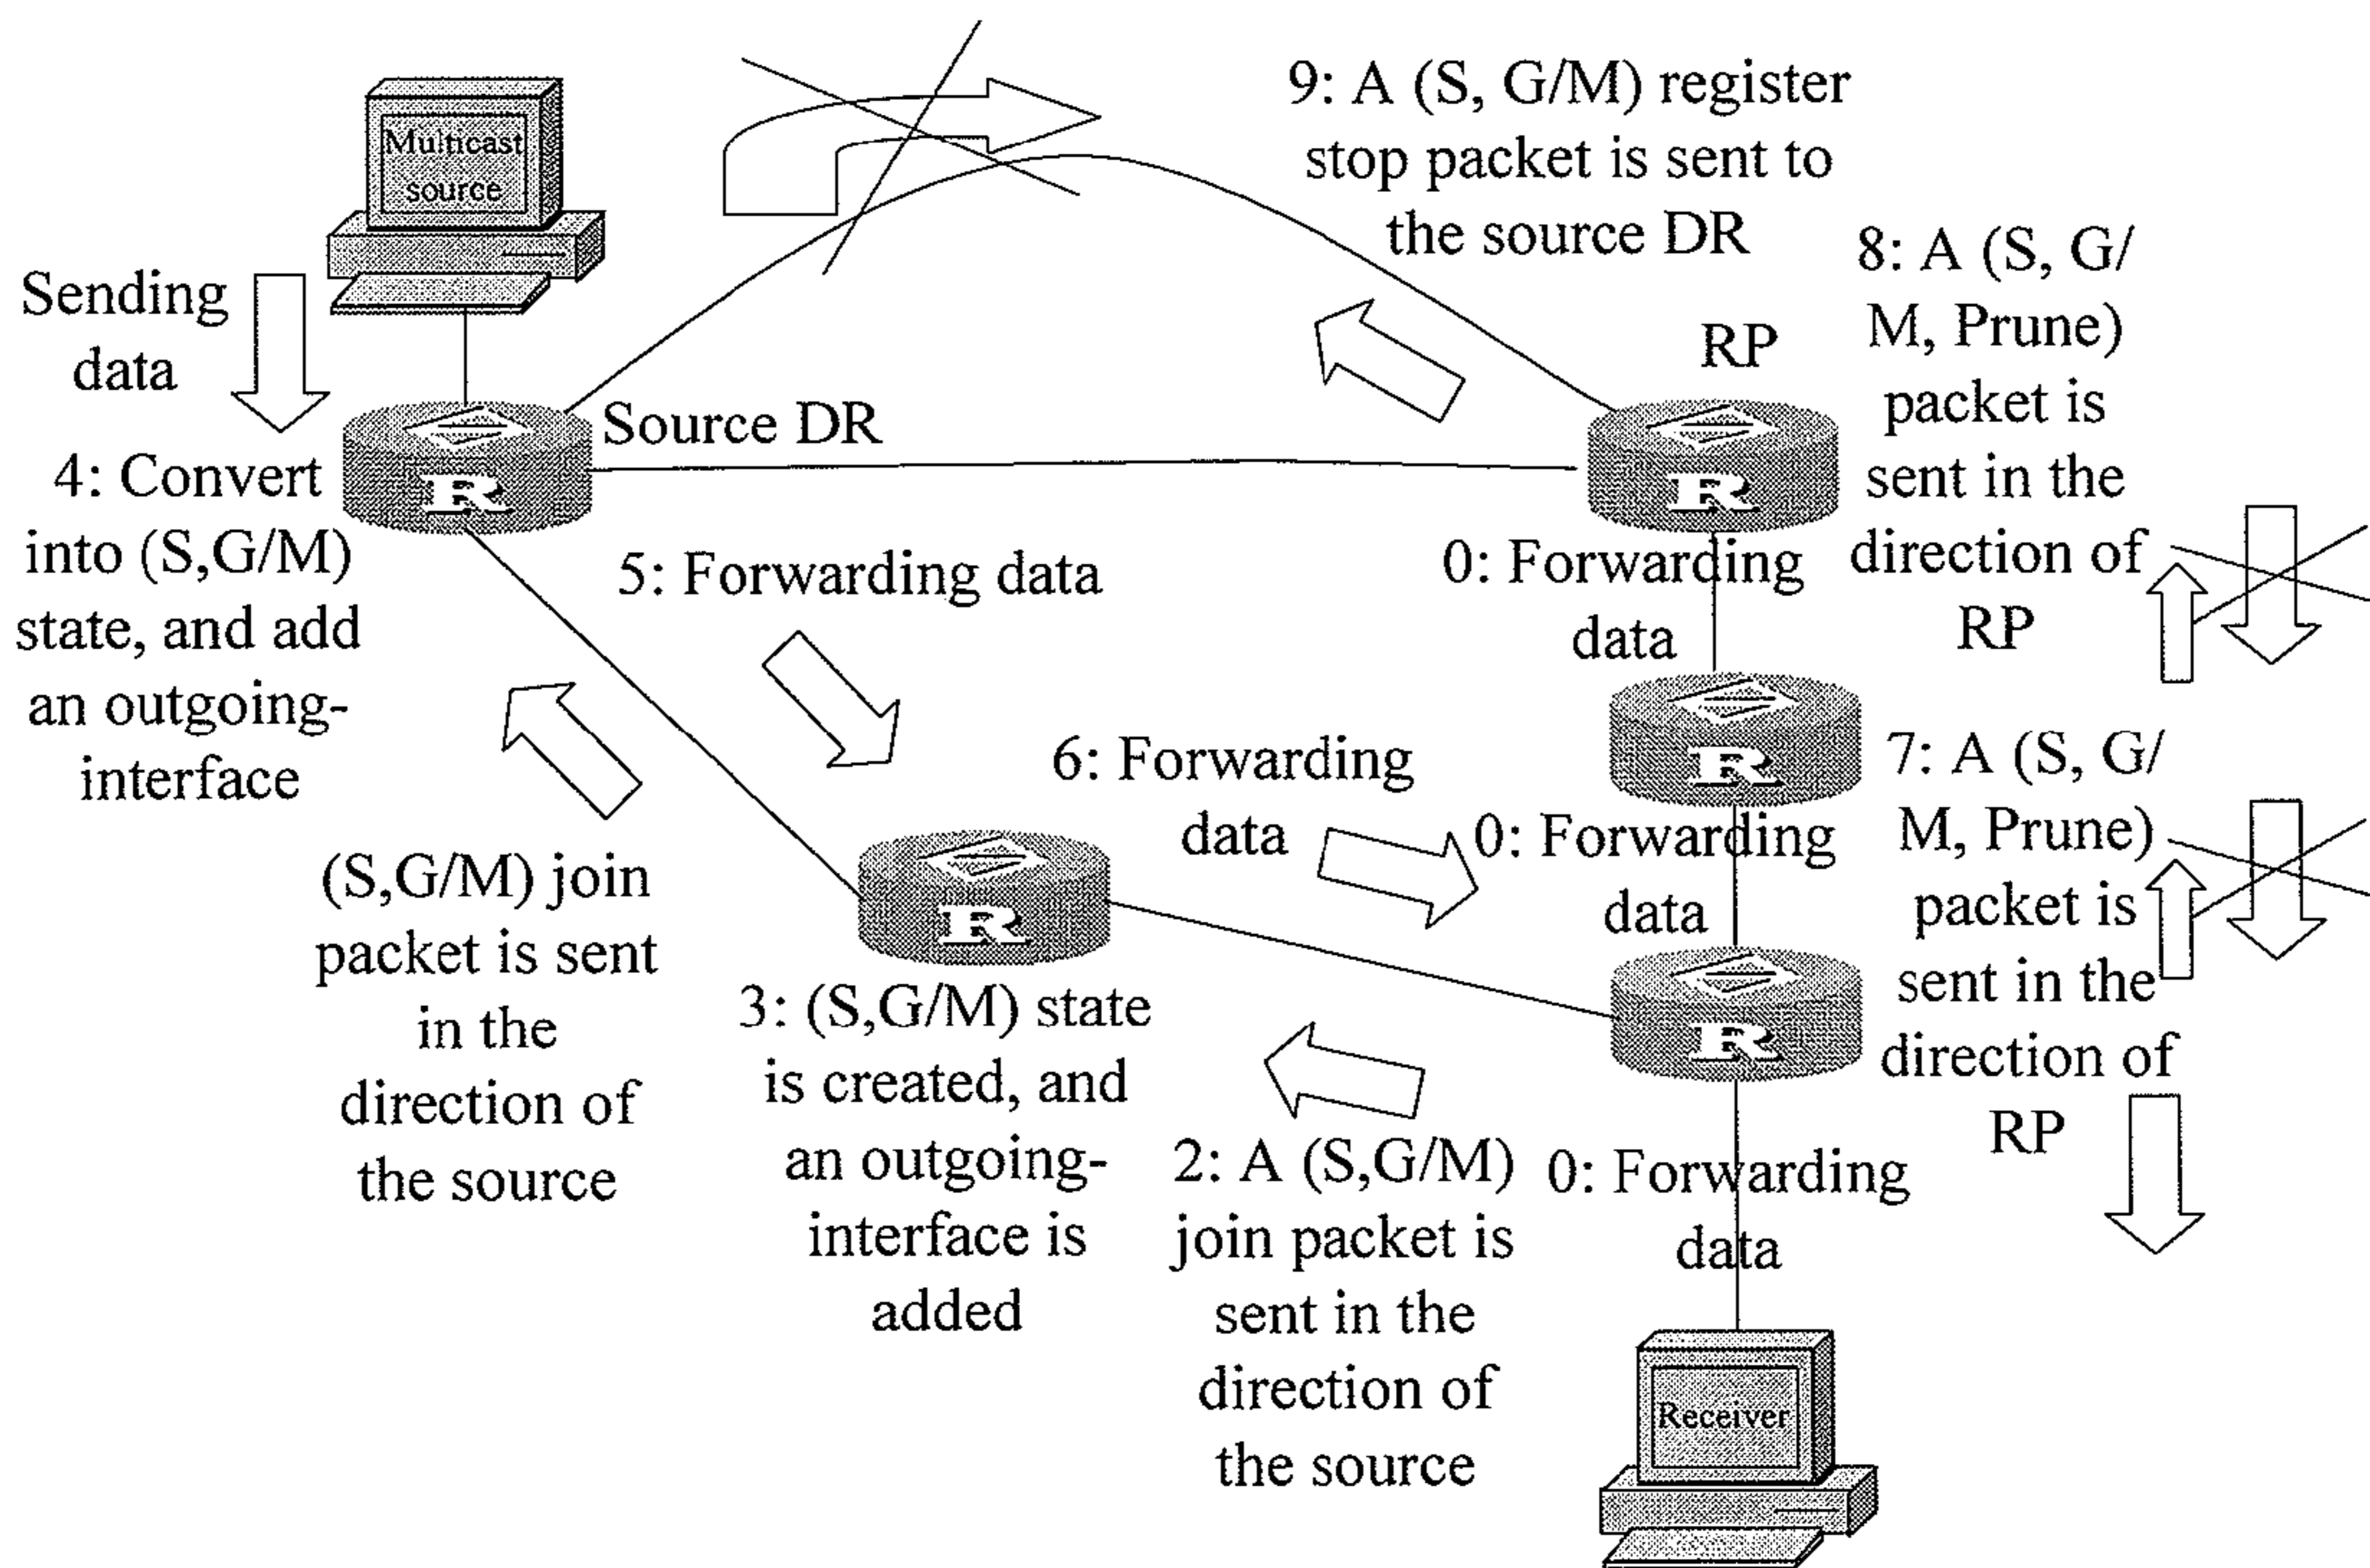 Multicast
source
Sending
data
9: A (S, G/M) register
stop packet is sent to
the source DR
8: A (S, G/
M, Prune)
packet is
sent in the
direction of
RP
RP
Source DR
R
R
4: Convert
into (S,G/M)
state, and add
an outgoing-
interface
5: Forwarding data
0: Forwarding
data
R
6: Forwarding
data
7: A (S, G/
M, Prune)
packet is
sent in the
direction of
RP
0: Forwarding
data
(S,G/M) join
packet is sent
in the
direction of
the source
R
R
3: (S,G/M) state
is created, and
an outgoing-
interface is
added
2: A (S,G/M)
join packet is
sent in the
direction of
the source
0: Forwarding
data
Receiver